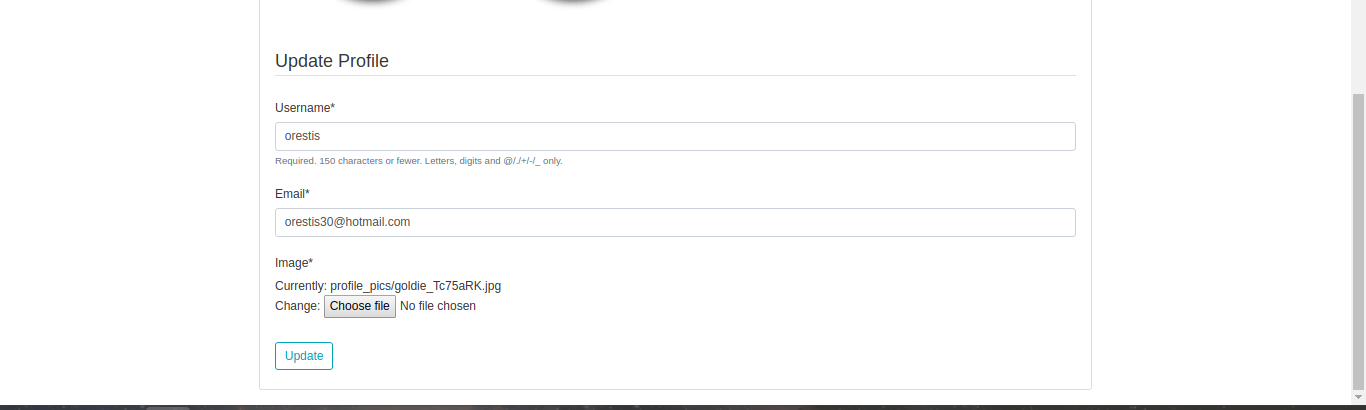 Update Profile
Username*
orestis
Required. 150 characters or fewer. Letters, digits and @/./+/-/_ only.
Email*
orestis30@hotmail.com
Image*
Currently: profile_pics/goldie_Tc75aRK.jpg
Change: Choose file No file chosen
Update